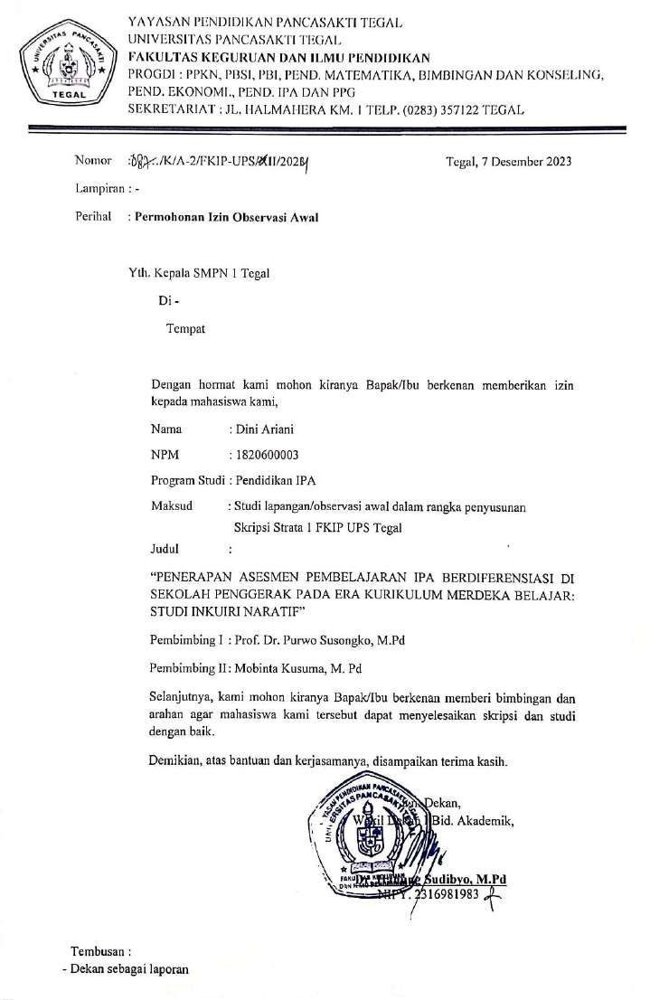 YAYASAN PENDIDIKAN PANCASAKTI TEGAL
UNIVERSITAS PANCASAKTI TEGAL
FAKULTAS KEGURUAN DAN ILMU PENDIDIKAN
PROGDI : PPKN, PBSI, PBI, PEND. MATEMATIKA, BIMBINGAN DAN KONSELING,
PEND. EKONOMI., PEND. IPA DAN PPG
SEKRETARIAT : JL. HALMAHERA KM. 1 TELP. (0283) 357122 TEGAL
UNIVERSITAS PANCASAKTI
TEGAL
Nomor : /K/A-2/FKIP-UPS/
Tegal, 7 Desember 2023
Lampiran : -
Perihal : Permohonan Izin Observasi Awal
Yth. Kepala SMPN 1 Tegal
Di -
Tempat
Dengan hormat kami mohon kiranya Bapak/Ibu berkenan memberikan izin
kepada mahasiswa kami,
Nama : Dini Ariani
NPM : 1820600003
Program Studi : Pendidikan IPA
Maksud : Studi lapangan/observasi awal dalam rangka penyusunan
Skripsi Strata 1 FKIP UPS Tegal
Judul :
“PENERAPAN ASESMEN PEMBELAJARAN IPA BERDIFERENSIASI DI
SEKOLAH PENGGERAK PADA ERA KURIKULUM MERDEKA BELAJAR:
STUDI INKUIRI NARATIF”
Pembimbing I : Prof. Dr. Purwo Susongko, M.Pd
Pembimbing II : Mobinta Kusuma, M. Pd
Selanjutnya, kami mohon kiranya Bapak/Ibu berkenan memberi bimbingan dan
arahan agar mahasiswa kami tersebut dapat menyelesaikan skripsi dan studi
dengan baik.
Demikian, atas bantuan dan kerjasamanya, disampaikan terima kasih.
Dekan,
Wakil Dekan I Bid. Akademik,
YAYASAN PENDIDIKAN PANCASAKTI TEGAL
UNIVERSITAS PANCASAKTI
FAKULTAS KEGURUAN
DAN ILMU PENDIDIKAN
Sudibyo, M.Pd
NIPY. 2316981983
Tembusan :
- Dekan sebagai laporan